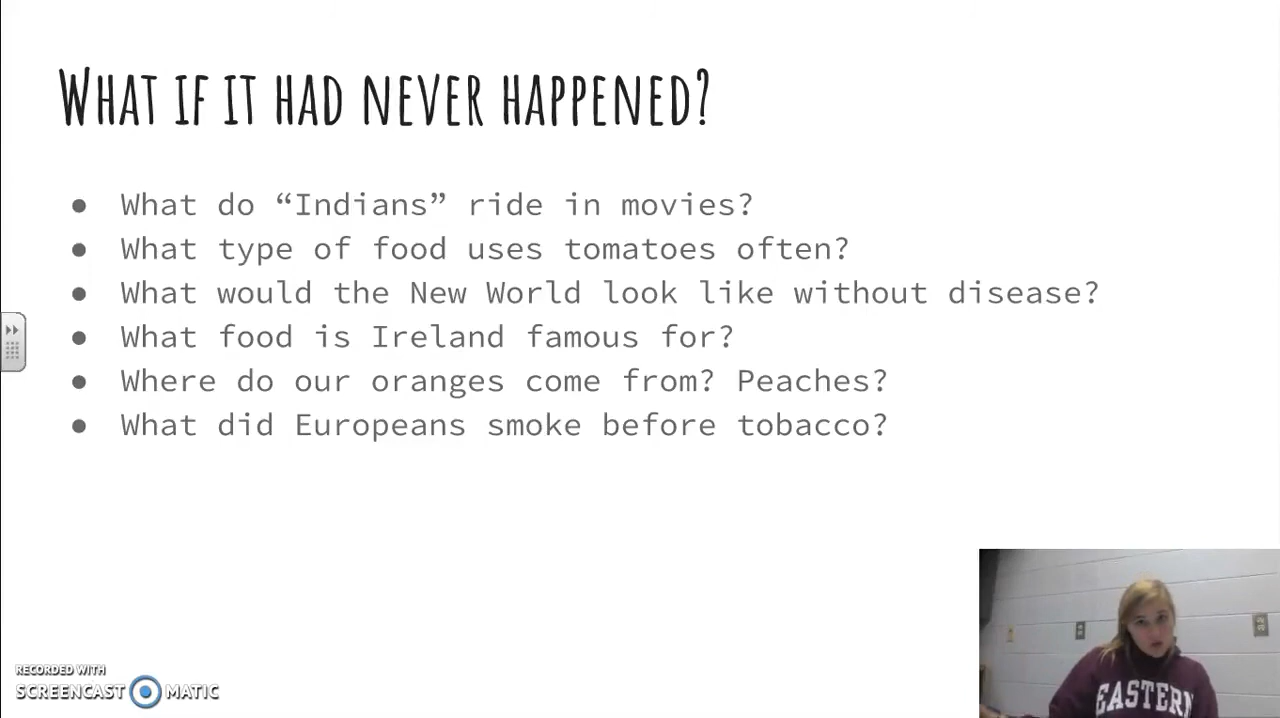 WHAT IF IT HAD NEVER HAPPENED?
● What do “Indians” ride in movies?
● What type of food uses tomatoes often?
● What would the New World look like without disease?
● What food is Ireland famous for?
● Where do our oranges come from? Peaches?
● What did Europeans smoke before tobacco?
EASTERN
RECORDED WITH
SCREENCAST MATIC